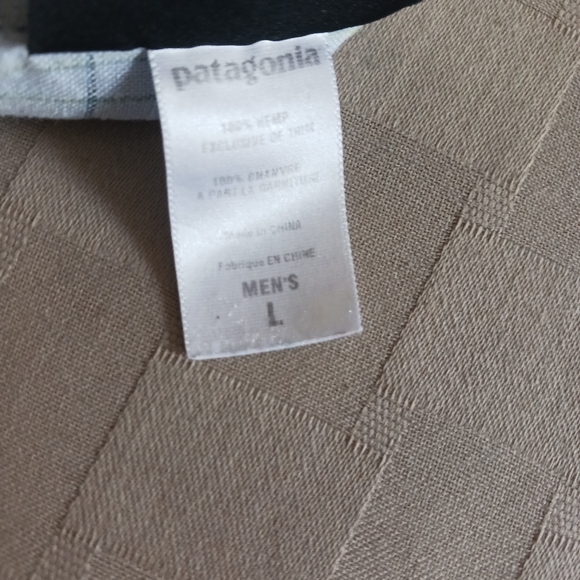 patagonia
100% HEMP
EXCLUSIVE OF TRIM
100% CHANVRE
À PART LA GARNITURE
Made in CHINA
Fabriqué EN CHINE
MEN'S
L